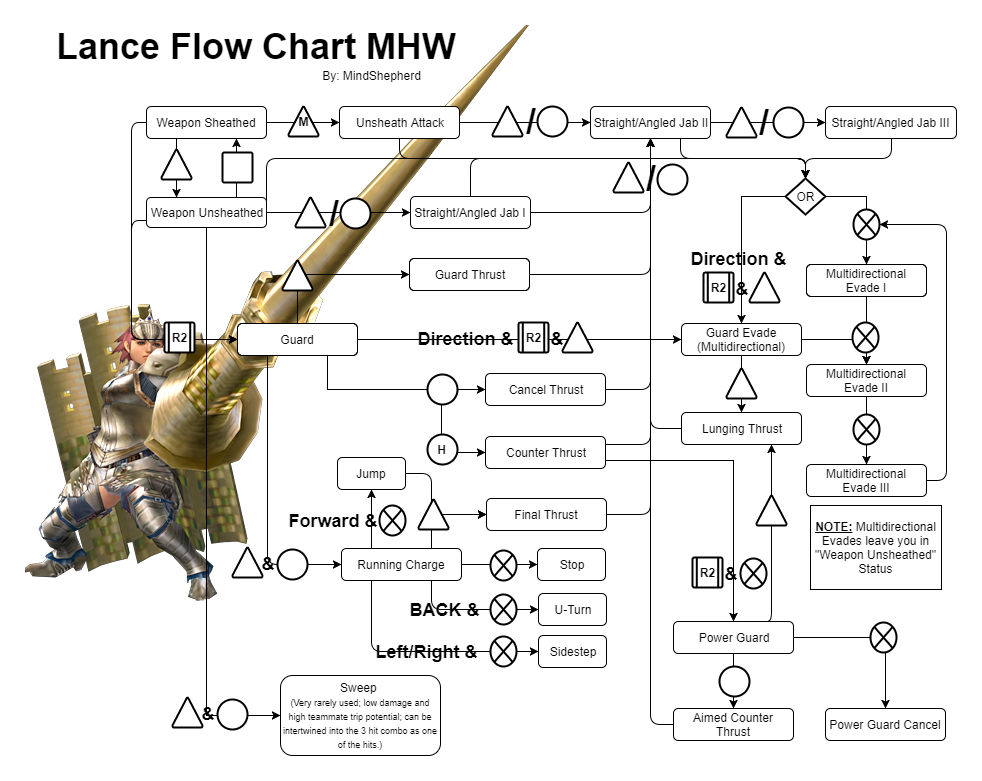 Lance Flow Chart MHW
By: MindShepherd
Weapon Sheathed
M
Unsheath Attack
/
Straight/Angled Jab II
/
Straight/Angled Jab III
/
Weapon Unsheathed
/
Straight/Angled Jab I
OR
Direction &
R2
&
Multidirectional
Evade I
Guard Thrust
R2
Guard
Direction &
R2
&
Guard Evade
(Multidirectional)
Multidirectional
Evade II
Cancel Thrust
Lunging Thrust
H
Counter Thrust
Jump
Multidirectional
Evade III
Forward &
Final Thrust
NOTE: Multidirectional
Evades leave you in
"Weapon Unsheathed"
Status
&
Running Charge
Stop
R2
&
BACK &
U-Turn
Left/Right &
Sidestep
Power Guard
&
Sweep
(Very rarely used; low damage and
high teammate trip potential; can be
intertwined into the 3 hit combo as one
of the hits.)
Aimed Counter
Thrust
Power Guard Cancel